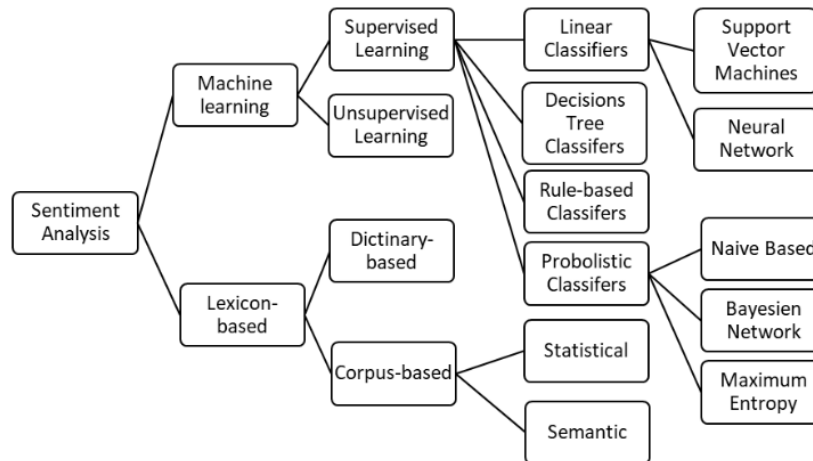 Sentiment
Analysis
Machine
learning
Lexicon-
based
Supervised
Learning
Unsupervised
Learning
Dictinary-
based
Corpus-based
Linear
Classifiers
Decisions
Tree
Classifers
Rule-based
Classifers
Probolistic
Classifers
Statistical
Semantic
Support
Vector
Machines
Neural
Network
Naive Based
Bayesien
Network
Maximum
Entropy